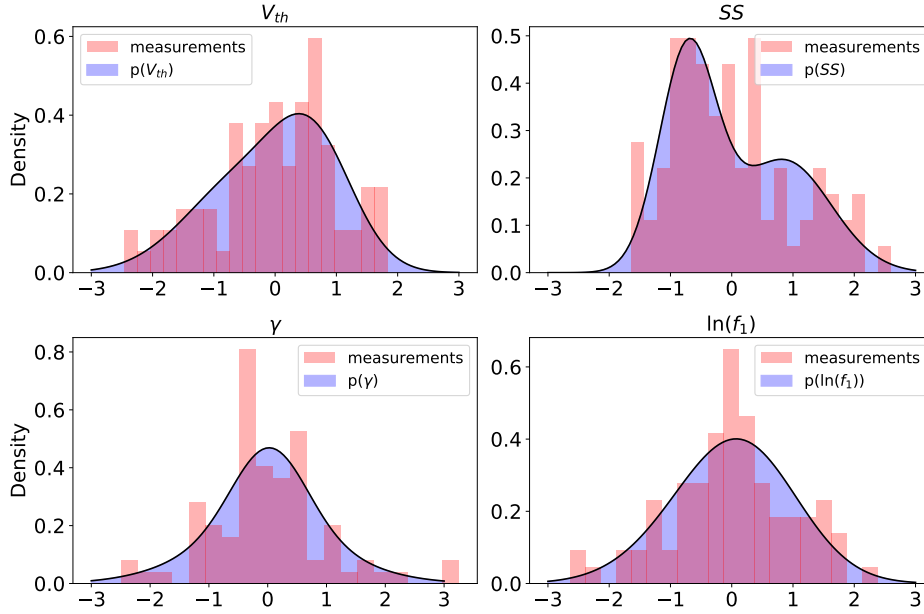 V_th
SS
0.6
0.4
0.2
0.0
Density
measurements
p(V_th)
−3 −2 −1 0 1 2 3
0.5
0.4
0.3
0.2
0.1
0.0
measurements
p(SS)
−3 −2 −1 0 1 2 3
γ
ln(f_1)
0.8
0.6
0.4
0.2
0.0
Density
measurements
p(γ)
−3 −2 −1 0 1 2 3
0.6
0.4
0.2
0.0
measurements
p(ln(f_1))
−3 −2 −1 0 1 2 3